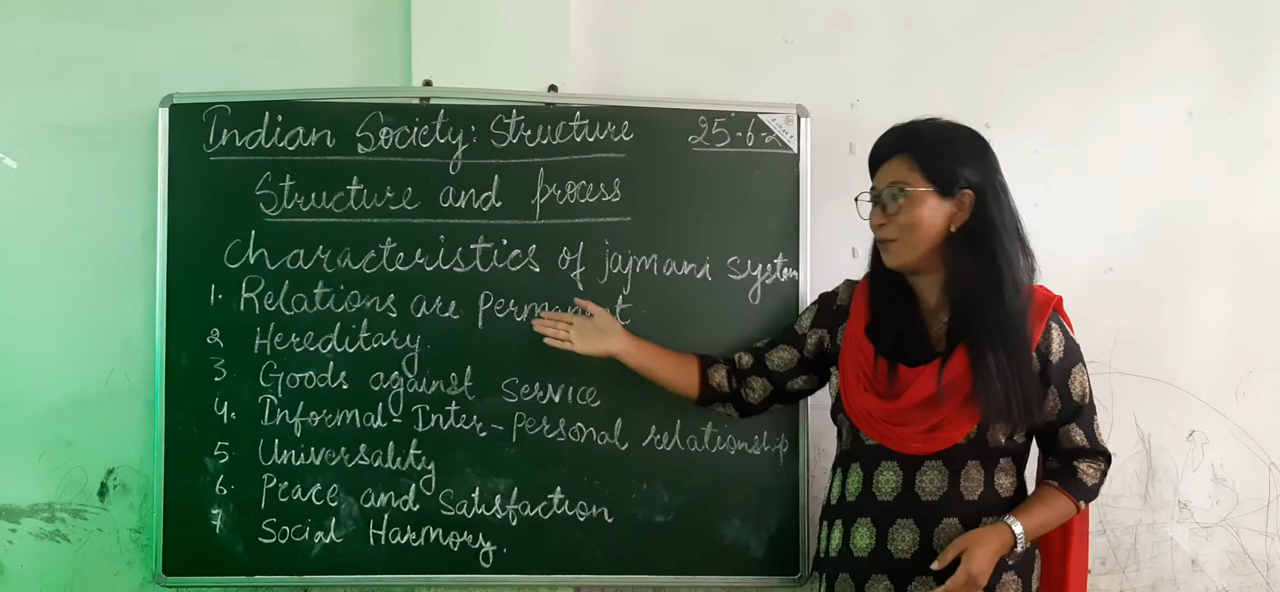 Indian Society: Structure 25-6-2
Structure and process
Characteristics of jajmani system
1. Relations are permanent.
2 Hereditary.
3. Goods against Service
4. Informal-Inter-personal relationship
5. Universality
6. Peace and Satisfaction
7 Social Harmony.